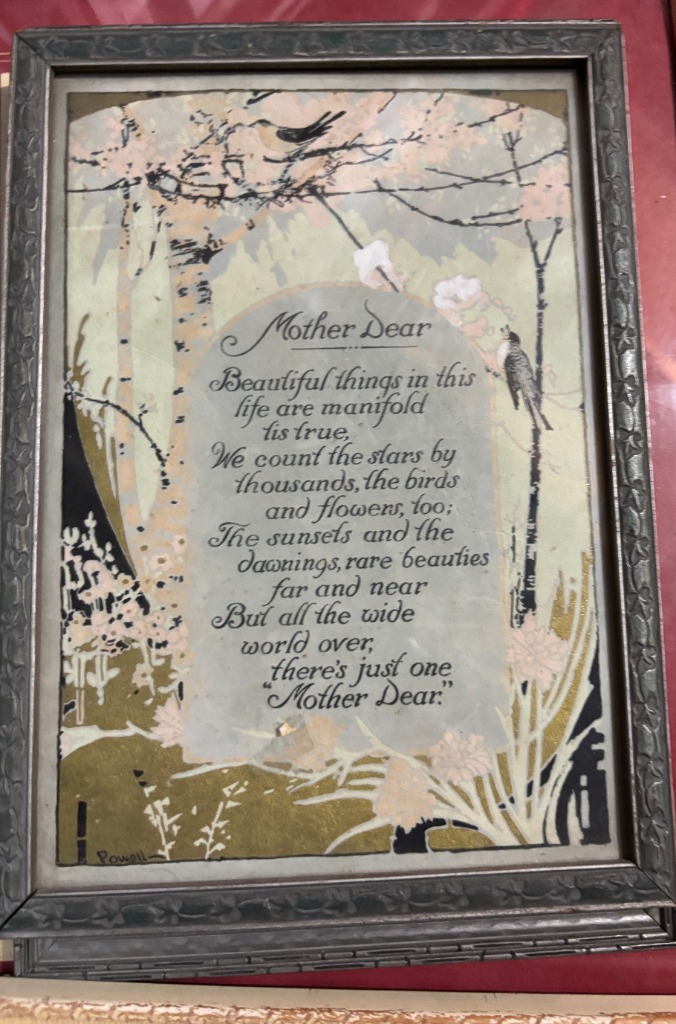 Mother Dear
Beautiful things in this
life are manifold
tis true,
We count the stars by
thousands, the birds
and flowers, too;
The sunsets and the
dawnings, rare beauties
far and near
But all the wide
world over,
there's just one
"Mother Dear."
Powell